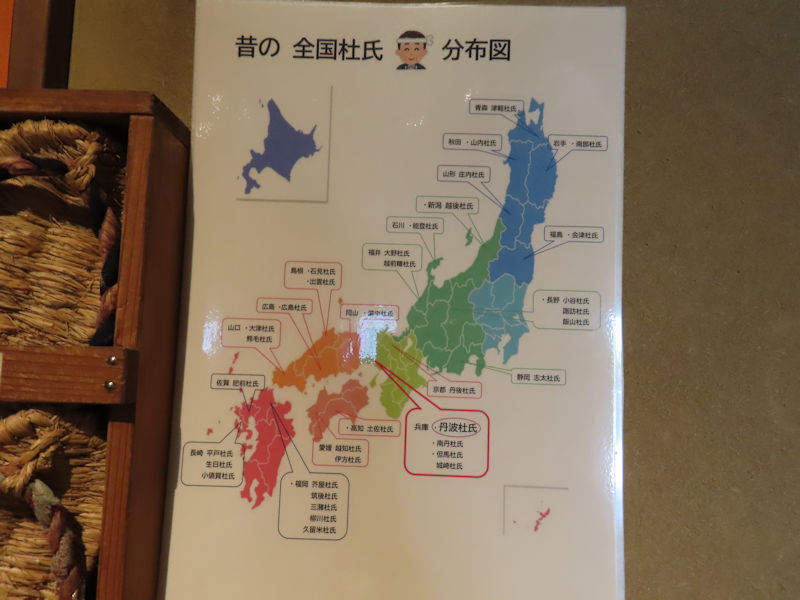 昔の 全国杜氏 分布図
青森 津軽杜氏
秋田 ・山内杜氏
岩手 ・南部杜氏
山形 庄内杜氏
・新潟 越後杜氏
石川 ・能登杜氏
福島 ・会津杜氏
福井 大野杜氏
越前糠杜氏
島根 ・石見杜氏
・出雲杜氏
・長野 小谷杜氏
諏訪杜氏
飯山杜氏
広島 ・広島杜氏
岡山 ・備中杜氏
山口 ・大津杜氏
熊毛杜氏
静岡 志太杜氏
佐賀 肥前杜氏
京都 丹後杜氏
・高知 土佐杜氏
兵庫 ・丹波杜氏
・南丹杜氏
・但馬杜氏
城崎杜氏
愛媛 越知杜氏
伊方杜氏
長崎 平戸杜氏
生月杜氏
小値賀杜氏
・福岡 芥屋杜氏
筑後杜氏
三潴杜氏
柳川杜氏
久留米杜氏